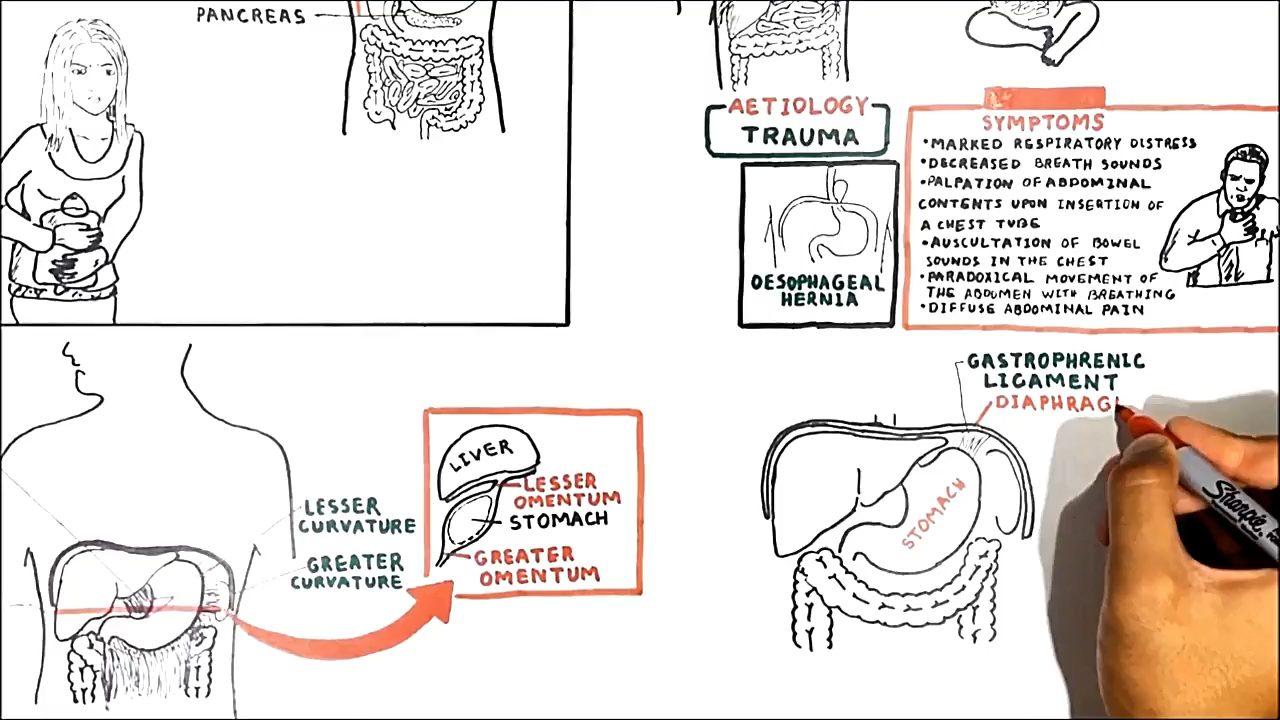 PANCREAS
AETIOLOGY
TRAUMA
OESOPHAGEAL
HERNIA
SYMPTOMS
•MARKED RESPIRATORY DISTRESS
•DECREASED BREATH SOUNDS
•PALPATION OF ABDOMINAL
CONTENTS UPON INSERTION OF
A CHEST TUBE
•AUSCULTATION OF BOWEL
SOUNDS IN THE CHEST
•PARADOXICAL MOVEMENT OF
THE ABDOMEN WITH BREATHING
•DIFFUSE ABDOMINAL PAIN
LESSER
CURVATURE
GREATER
CURVATURE
LIVER
LESSER
OMENTUM
STOMACH
GREATER
OMENTUM
GASTROPHRENIC
LIGAMENT
DIAPHRAG
STOMACH
Sharpie